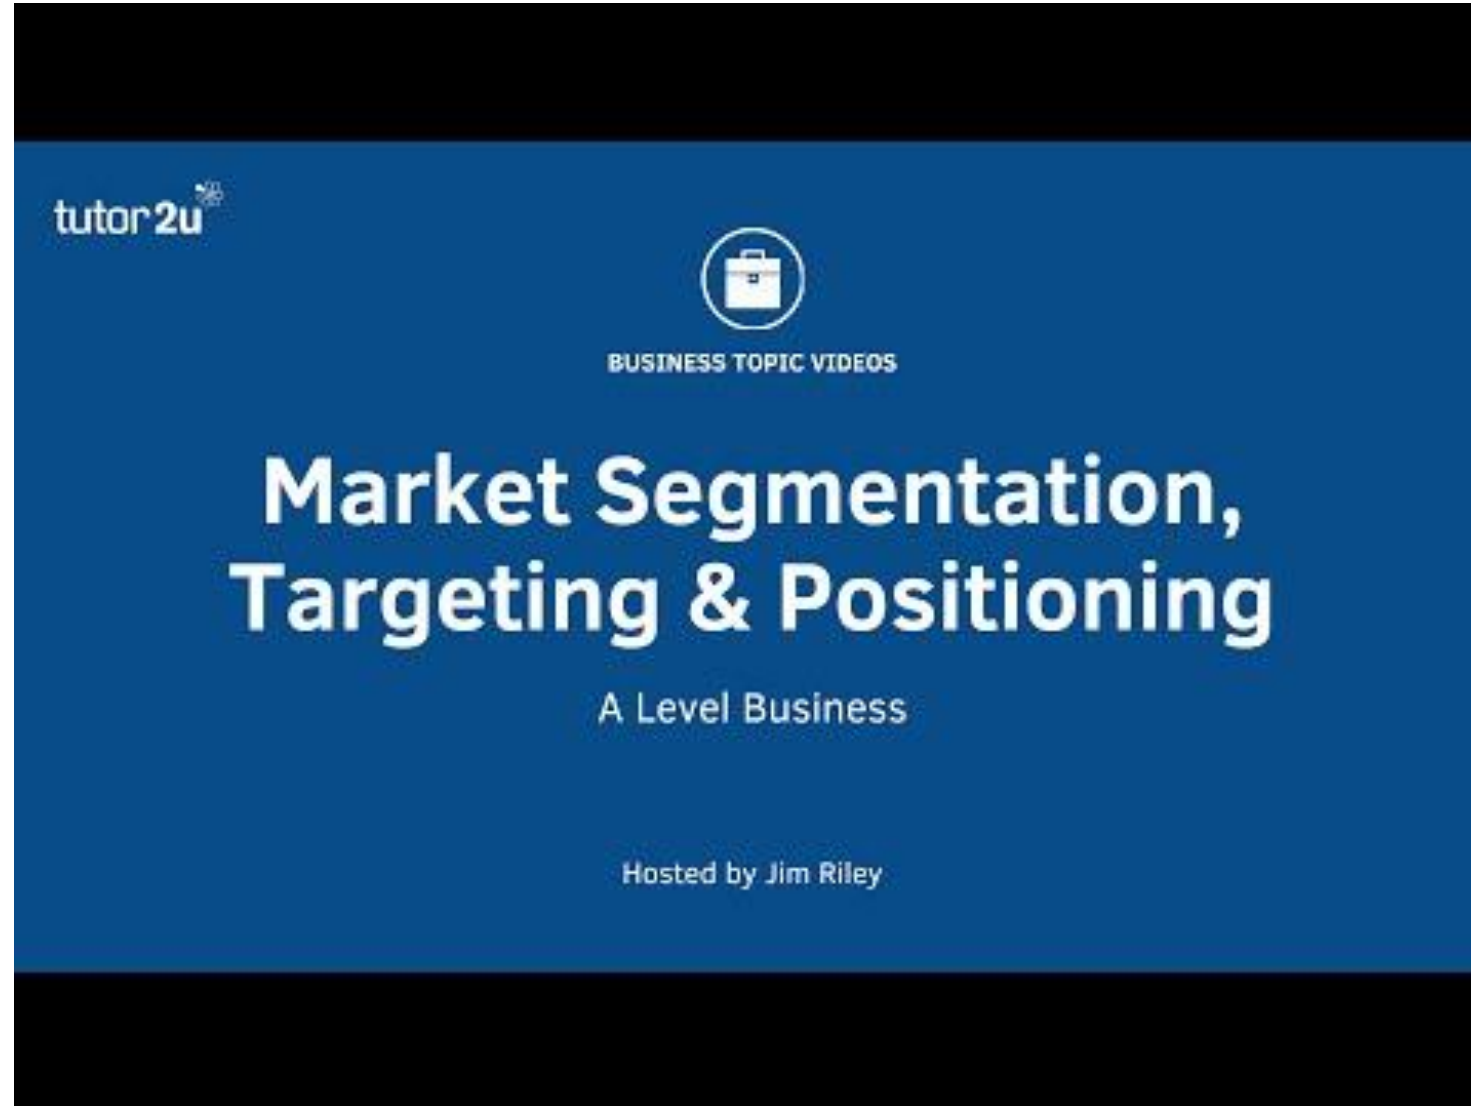 tutor2u
BUSINESS TOPIC VIDEOS
Market Segmentation,
Targeting & Positioning
A Level Business
Hosted by Jim Riley